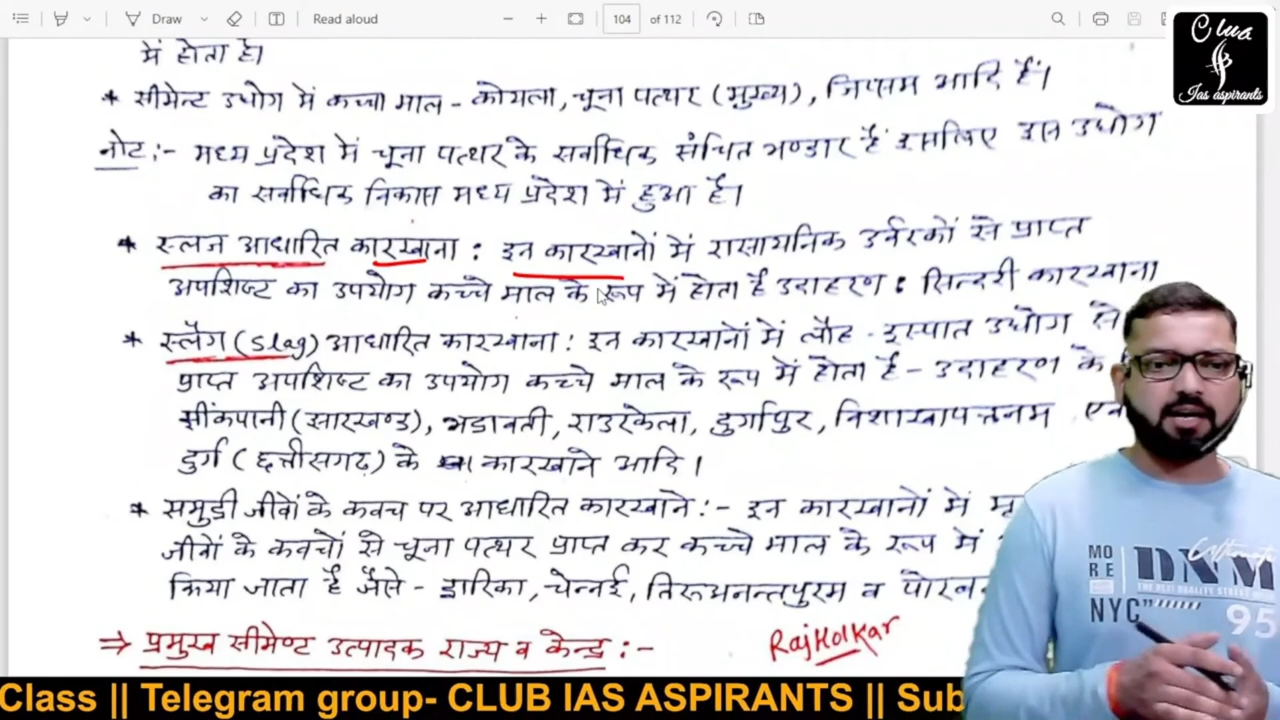 Draw
Read aloud
104 of 112
Club
Ias aspirants
में होता है।
* सीमेन्ट उद्योग में कच्चा माल - कोयला, चूना पत्थर (मुख्य), जिप्सम आदि हैं।
नोट :- मध्य प्रदेश में चूना पत्थर के सर्वाधिक संचित भण्डार हैं इसलिए इस उद्योग
का सर्वाधिक विकास मध्य प्रदेश में हुआ है।
* स्लज आधारित कारखाना : इन कारखानों में रासायनिक उर्वरकों से प्राप्त
अपशिष्ट का उपयोग कच्चे माल के रूप में होता है उदाहरण : सिन्दरी कारखाना
* स्लैग (slag) आधारित कारखाना : इन कारखानों में लौह - इस्पात उद्योग से
प्राप्त अपशिष्ट का उपयोग कच्चे माल के रूप में होता है - उदाहरण के
सींकपानी (झारखण्ड), भद्रावती, राउरकेला, दुर्गापुर, विशाखापत्तनम
दुर्ग (छत्तीसगढ़) के कारखाने आदि।
* समुद्री जीवों के कवच पर आधारित कारखाने :- इन कारखानों में
जीवों के कवचों से चूना पत्थर प्राप्त कर कच्चे माल के रूप में
किया जाता है जैसे - द्वारिका, चेन्नई, तिरूअनन्तपुरम व
⇒ प्रमुख सीमेण्ट उत्पादक राज्य व केन्द्र :-
RajHolkar
MO
RE
NYC
DNM
95
Class || Telegram group- CLUB IAS ASPIRANTS || Sub